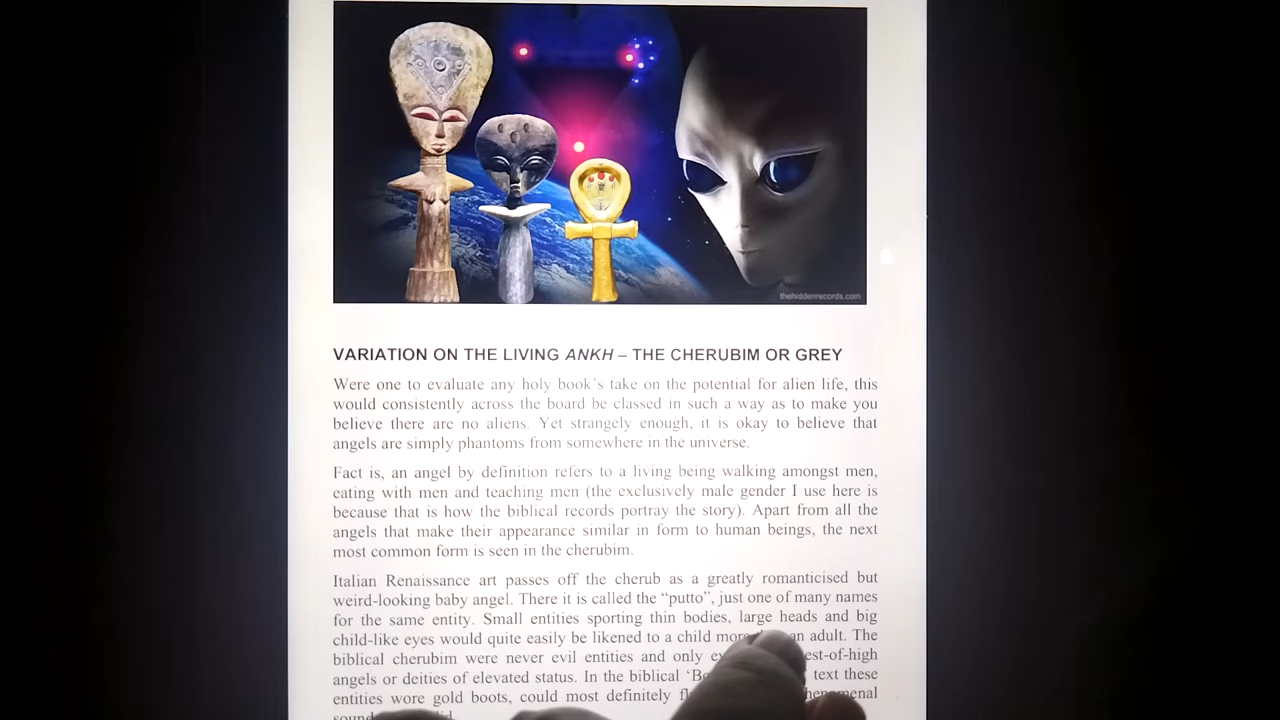 thehiddenrecords.com
VARIATION ON THE LIVING ANKH – THE CHERUBIM OR GREY
Were one to evaluate any holy book's take on the potential for alien life, this
would consistently across the board be classed in such a way as to make you
believe there are no aliens. Yet strangely enough, it is okay to believe that
angels are simply phantoms from somewhere in the universe.
Fact is, an angel by definition refers to a living being walking amongst men,
eating with men and teaching men (the exclusively male gender I use here is
because that is how the biblical records portray the story). Apart from all the
angels that make their appearance similar in form to human beings, the next
most common form is seen in the cherubim.
Italian Renaissance art passes off the cherub as a greatly romanticised but
weird-looking baby angel. There it is called the “putto”, just one of many names
for the same entity. Small entities sporting thin bodies, large heads and big
child-like eyes would quite easily be likened to a child more an adult. The
biblical cherubim were never evil entities and only est-of-high
angels or deities of elevated status. In the biblical text these
entities wore gold boots, could most definitely